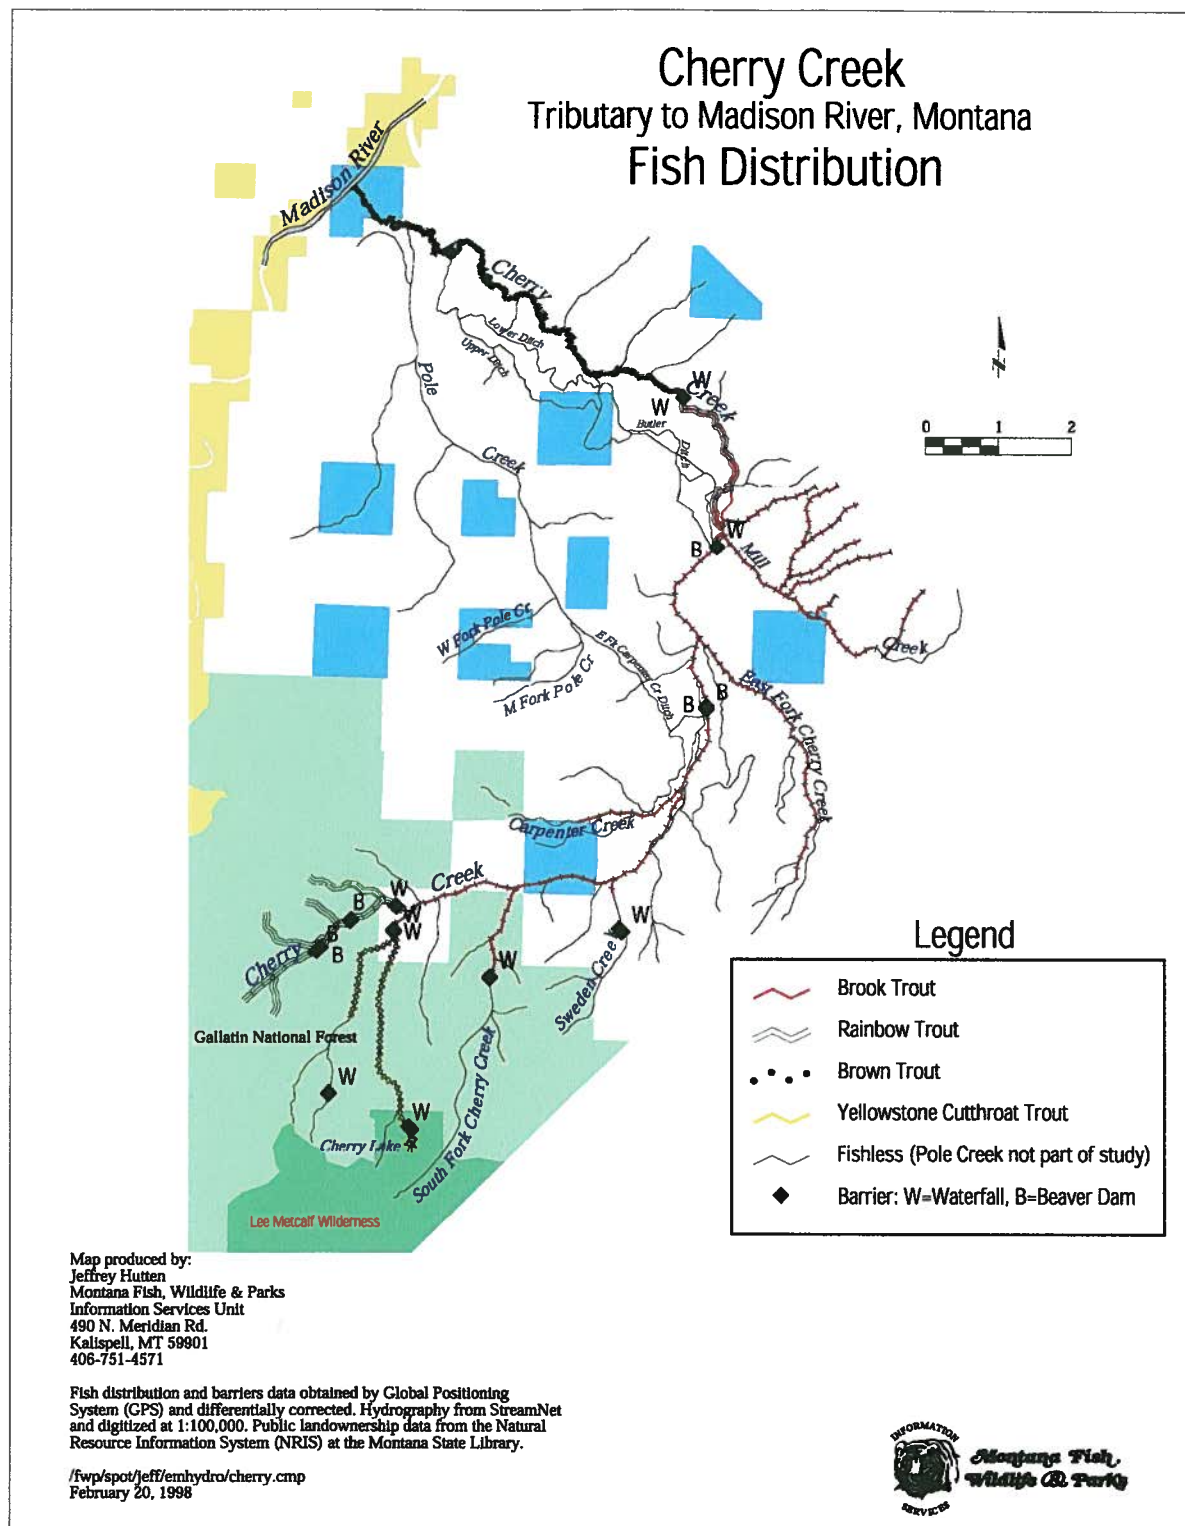 Cherry Creek
Tributary to Madison River, Montana
Fish Distribution
Madison River
Cherry
Lower Ditch
Upper Ditch
Pole
W
Creek
W
Butler
Ditch
Creek
0 1 2
W
B
Mill
Creek
W Fork Pole Cr
M Fork Pole Cr
E Fk Carpenter Cr Ditch
East Fork Cherry Creek
B
B
Carpenter Creek
Creek
W
B
W
W
B
B
Cherry
W
W
Sweden Creek
Gallatin National Forest
W
W
Cherry Lake
South Fork Cherry Creek
Lee Metcalf Wilderness
Legend
Brook Trout
Rainbow Trout
Brown Trout
Yellowstone Cutthroat Trout
Fishless (Pole Creek not part of study)
Barrier: W=Waterfall, B=Beaver Dam
Map produced by:
Jeffrey Hutten
Montana Fish, Wildlife & Parks
Information Services Unit
490 N. Meridian Rd.
Kalispell, MT 59901
406-751-4571
Fish distribution and barriers data obtained by Global Positioning
System (GPS) and differentially corrected. Hydrography from StreamNet
and digitized at 1:100,000. Public landownership data from the Natural
Resource Information System (NRIS) at the Montana State Library.
/fwp/spot/jeff/emhydro/cherry.cmp
February 20, 1998
INFORMATION
SERVICES
Montana Fish,
Wildlife & Parks